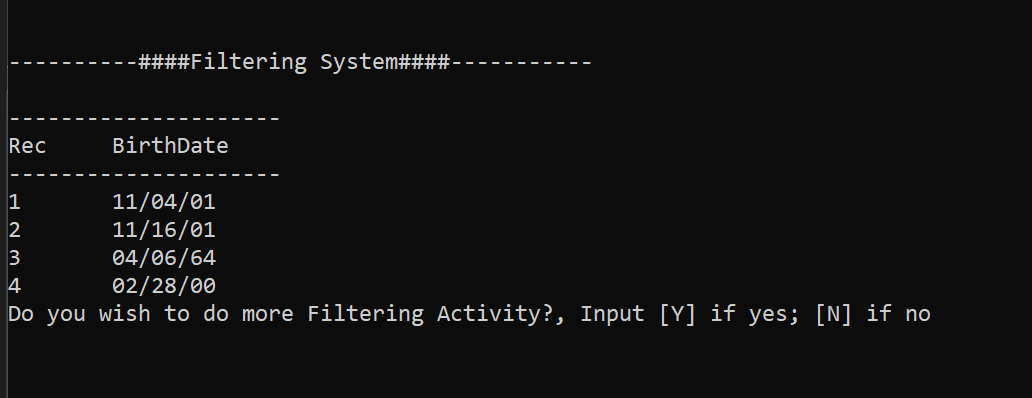 ----------####Filtering System####-----------
---------------------
Rec     BirthDate
---------------------
1       11/04/01
2       11/16/01
3       04/06/64
4       02/28/00
Do you wish to do more Filtering Activity?, Input [Y] if yes; [N] if no